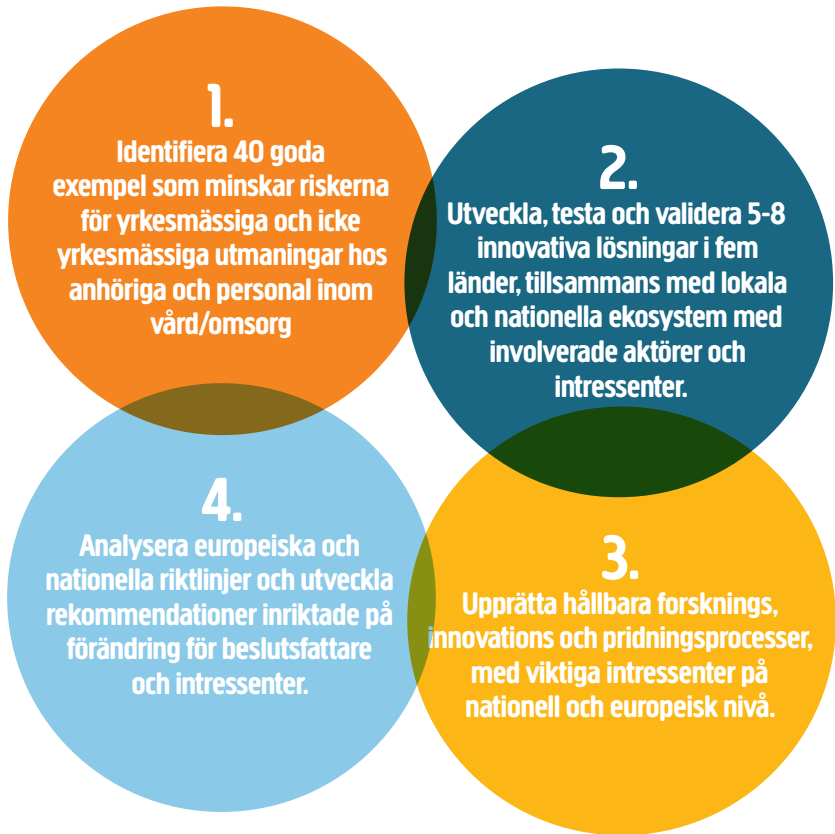 1.
Identifiera 40 goda
exempel som minskar riskerna
för yrkesmässiga och icke
yrkesmässiga utmaningar hos
anhöriga och personal inom
vård/omsorg
2.
Utveckla, testa och validera 5-8
innovativa lösningar i fem
länder, tillsammans med lokala
och nationella ekosystem med
involverade aktörer och
intressenter.
3.
Upprätta hållbara forsknings,
innovations och pridningsprocesser,
med viktiga intressenter på
nationell och europeisk nivå.
4.
Analysera europeiska och
nationella riktlinjer och utveckla
rekommendationer inriktade på
förändring för beslutsfattare
och intressenter.